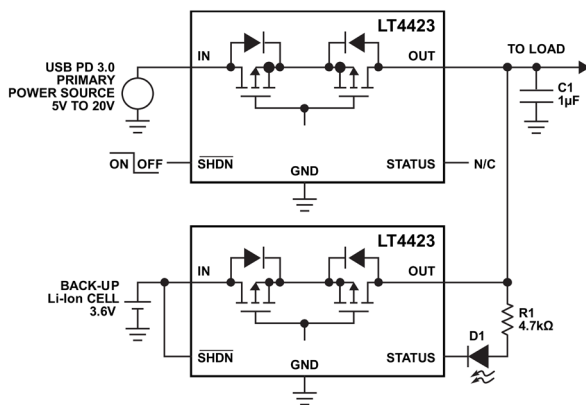 LT4423
IN
OUT
TO LOAD
USB PD 3.0
PRIMARY
POWER SOURCE
5V TO 20V
C1
1µF
ON OFF
SHDN
GND
STATUS
N/C
LT4423
IN
OUT
BACK-UP
Li-Ion CELL
3.6V
D1
R1
4.7kΩ
SHDN
GND
STATUS